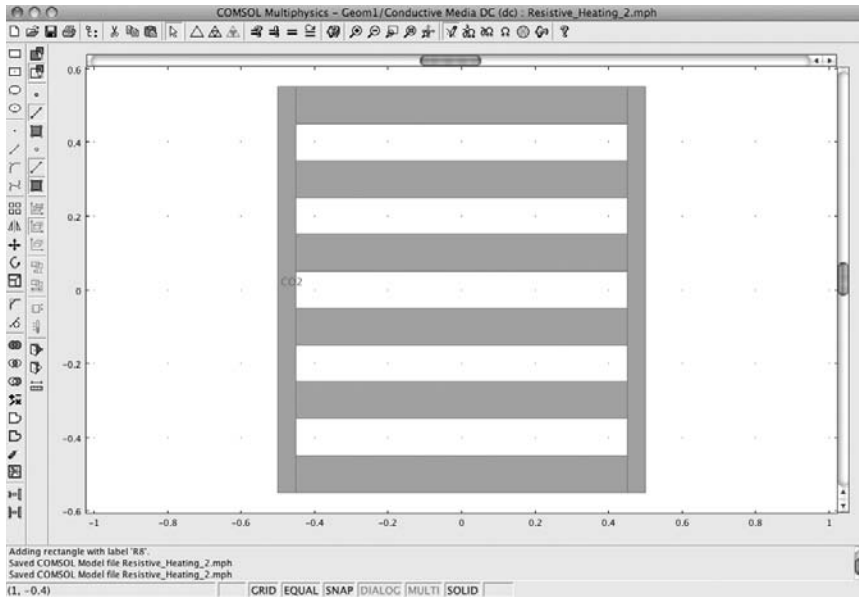 COMSOL Multiphysics - Geom1/Conductive Media DC (dc) : Resistive_Heating_2.mph
0.6
0.4
0.2
CO2
0
-0.2
-0.4
-0.6
-1 -0.8 -0.6 -0.4 -0.2 0 0.2 0.4 0.6 0.8 1
Adding rectangle with label 'R8'.
Saved COMSOL Model file Resistive_Heating_2.mph
Saved COMSOL Model file Resistive_Heating_2.mph
(1, -0.4) GRID EQUAL SNAP DIALOG MULTI SOLID